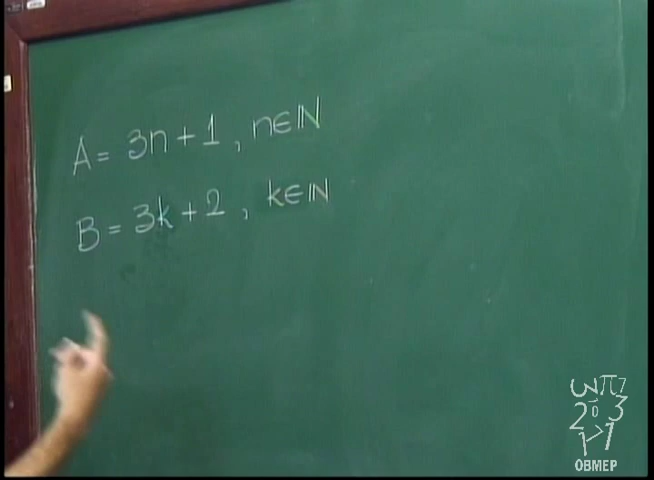 A = 3n + 1 , n∈ℕ
B = 3k + 2 , k∈ℕ
OBMEP